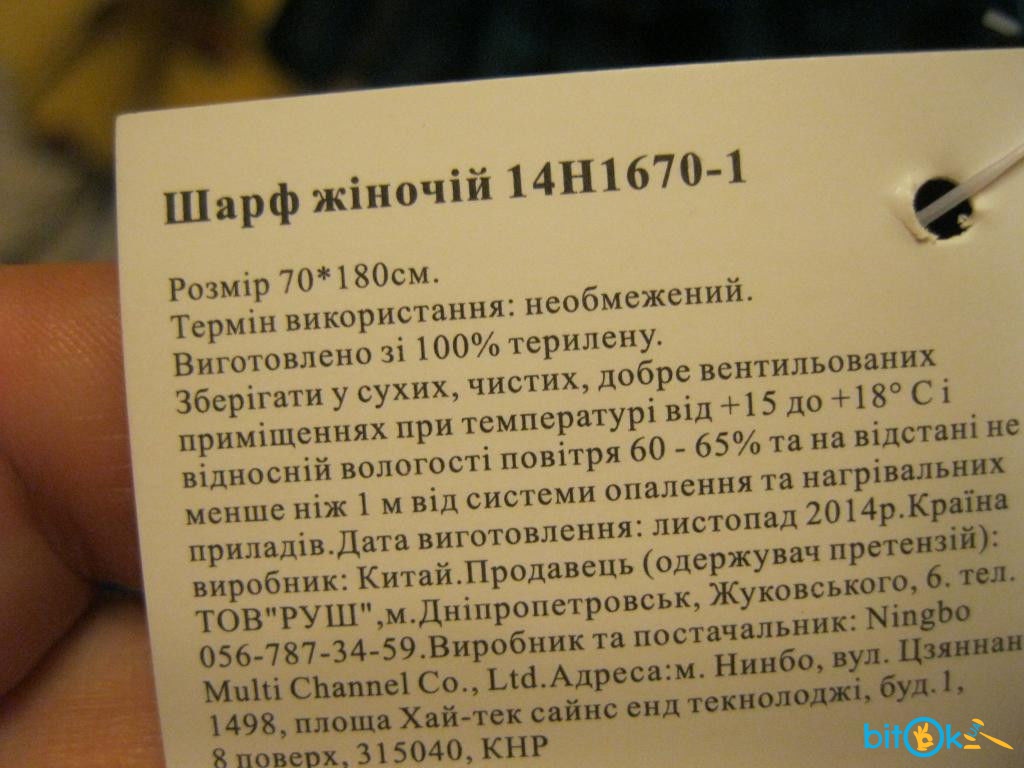 Шарф жіночій 14H1670-1
Розмір 70*180см.
Термін використання: необмежений.
Виготовлено зі 100% терилену.
Зберігати у сухих, чистих, добре вентильованих
приміщеннях при температурі від +15 до +18° С і
відносній вологості повітря 60 - 65% та на відстані не
менше ніж 1 м від системи опалення та нагрівальних
приладів.Дата виготовлення: листопад 2014р.Країна
виробник: Китай.Продавець (одержувач претензій):
ТОВ"РУШ",м.Дніпропетровськ, Жуковського, 6. тел.
056-787-34-59.Виробник та постачальник: Ningbo
Multi Channel Co., Ltd.Адреса:м. Нинбо, вул. Цзяннан
1498, площа Хай-тек сайнс енд текнолоджі, буд.1,
8 поверх, 315040, КНР
bitOk